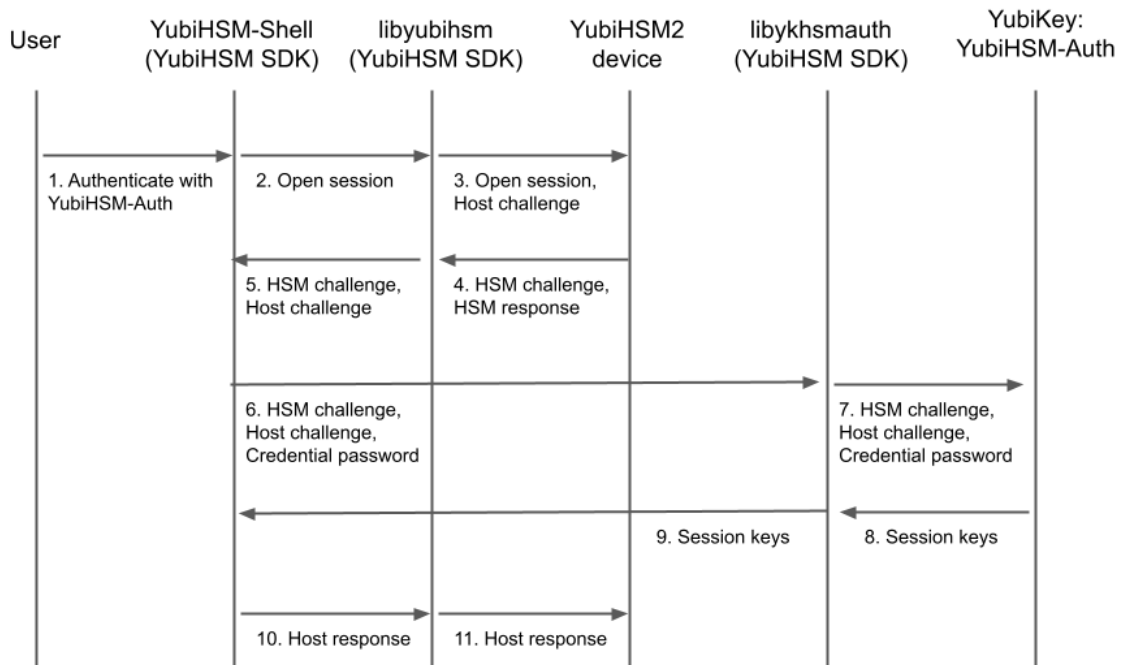 User
YubiHSM-Shell
(YubiHSM SDK)
libyubihsm
(YubiHSM SDK)
YubiHSM2
device
libykhsmauth
(YubiHSM SDK)
YubiKey:
YubiHSM-Auth
1. Authenticate with
YubiHSM-Auth
2. Open session
3. Open session,
Host challenge
5. HSM challenge,
Host challenge
4. HSM challenge,
HSM response
6. HSM challenge,
Host challenge,
Credential password
7. HSM challenge,
Host challenge,
Credential password
9. Session keys
8. Session keys
10. Host response
11. Host response